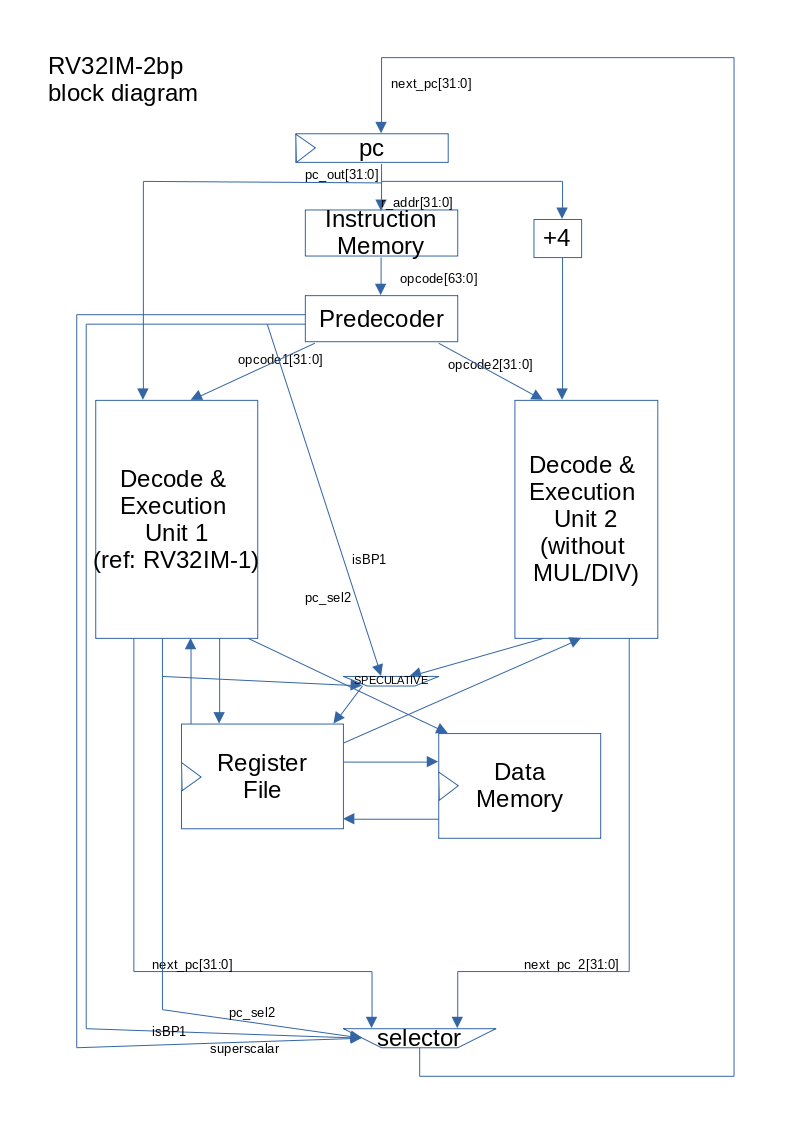 RV32IM-2bp
block diagram
next_pc[31:0]
pc
pc_out[31:0]
r_addr[31:0]
Instruction
Memory
+4
opcode[63:0]
Predecoder
opcode1[31:0]
opcode2[31:0]
Decode &
Execution
Unit 1
(ref: RV32IM-1)
Decode &
Execution
Unit 2
(without
MUL/DIV)
isBP1
pc_sel2
SPECULATIVE
Register
File
Data
Memory
next_pc[31:0]
next_pc_2[31:0]
pc_sel2
isBP1
superscalar
selector